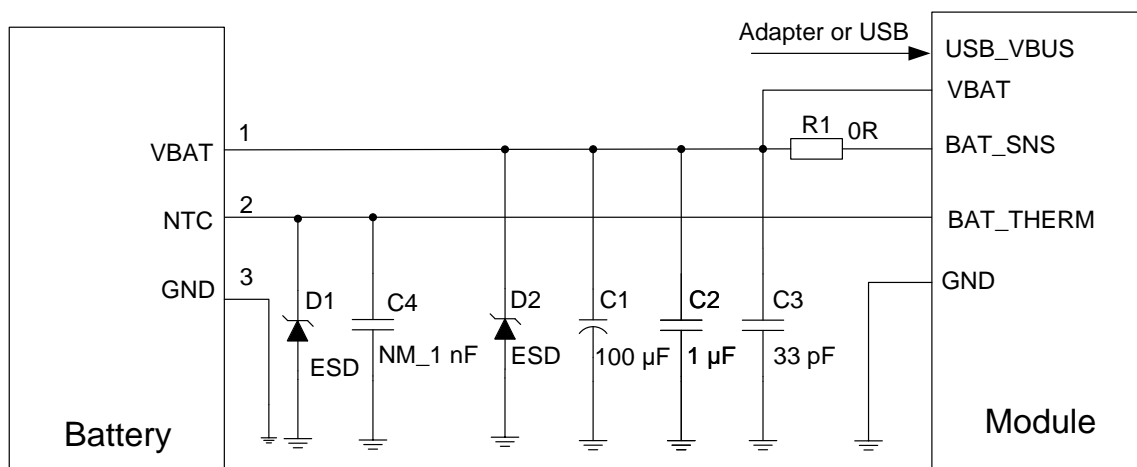 Adapter or USB
USB_VBUS
VBAT
R1
0R
1
VBAT
BAT_SNS
2
NTC
BAT_THERM
3
GND
GND
D1
C4
D2
C1
C2
C3
ESD
NM_1 nF
ESD
100 µF
1 µF
33 pF
Battery
Module